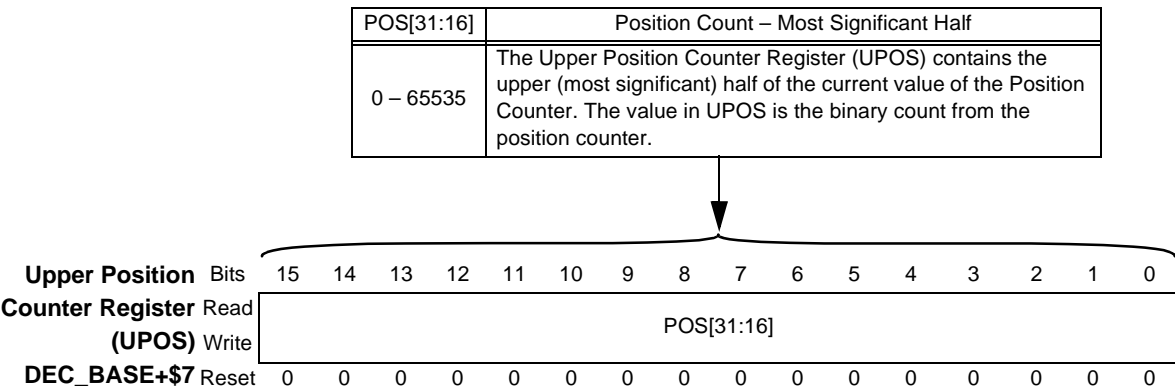 POS[31:16] Position Count – Most Significant Half
0 – 65535
The Upper Position Counter Register (UPOS) contains the
upper (most significant) half of the current value of the Position
Counter. The value in UPOS is the binary count from the
position counter.
Upper Position Bits 15 14 13 12 11 10 9 8 7 6 5 4 3 2 1 0
Counter Register Read
POS[31:16]
(UPOS) Write
DEC_BASE+$7 Reset 0 0 0 0 0 0 0 0 0 0 0 0 0 0 0 0